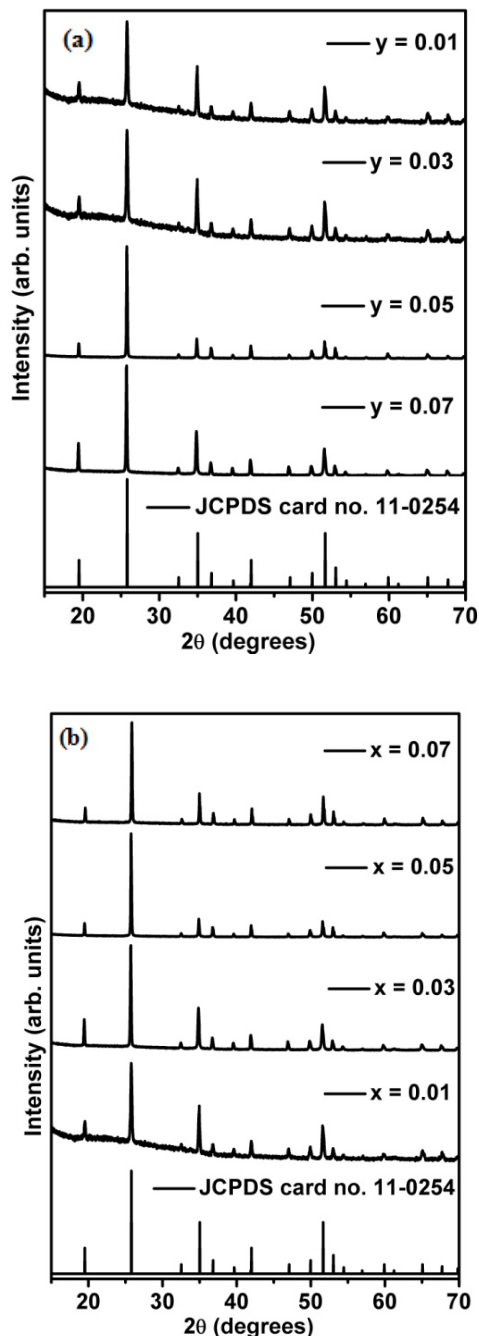 (a)
y = 0.01
y = 0.03
y = 0.05
y = 0.07
JCPDS card no. 11-0254
Intensity (arb. units)
20 30 40 50 60 70
2θ (degrees)
(b)
x = 0.07
x = 0.05
x = 0.03
x = 0.01
JCPDS card no. 11-0254
Intensity (arb. units)
20 30 40 50 60 70
2θ (degrees)